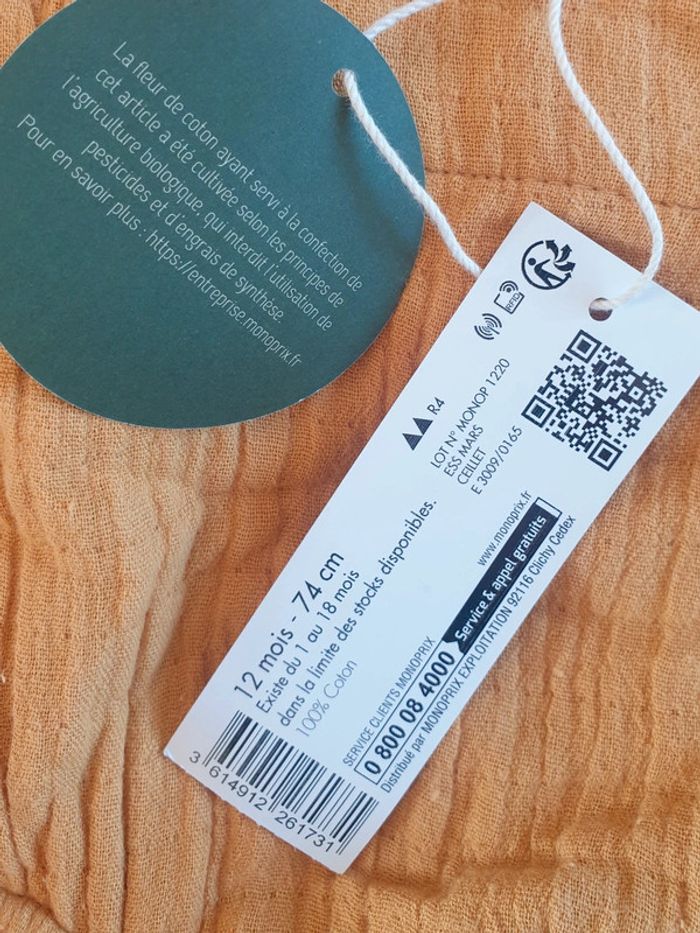 La fleur de coton ayant servi à la confection de
cet article a été cultivée selon les principes de
l'agriculture biologique, qui interdit l'utilisation de
pesticides et d'engrais de synthèse.
Pour en savoir plus : https://entreprise.monoprix.fr
RFID
R4
LOT N° MONOP 1220
ESS MARS
CEILLET
E 3009/0165
12 mois - 74 cm
Existe du 1 au 18 mois
dans la limite des stocks disponibles.
100% Coton
www.monoprix.fr
SERVICE CLIENTS MONOPRIX
0 800 08 4000 Service & appel gratuits
Distribué par MONOPRIX EXPLOITATION 92116 Clichy Cedex
3 614912 261731